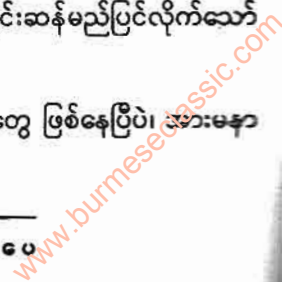 င်းဆန်မည်ပြင်လိုက်သော်
တွေ ဖြစ်နေပြီပဲ၊ အားမနာ
ပေ
www.burmeseclassic.com